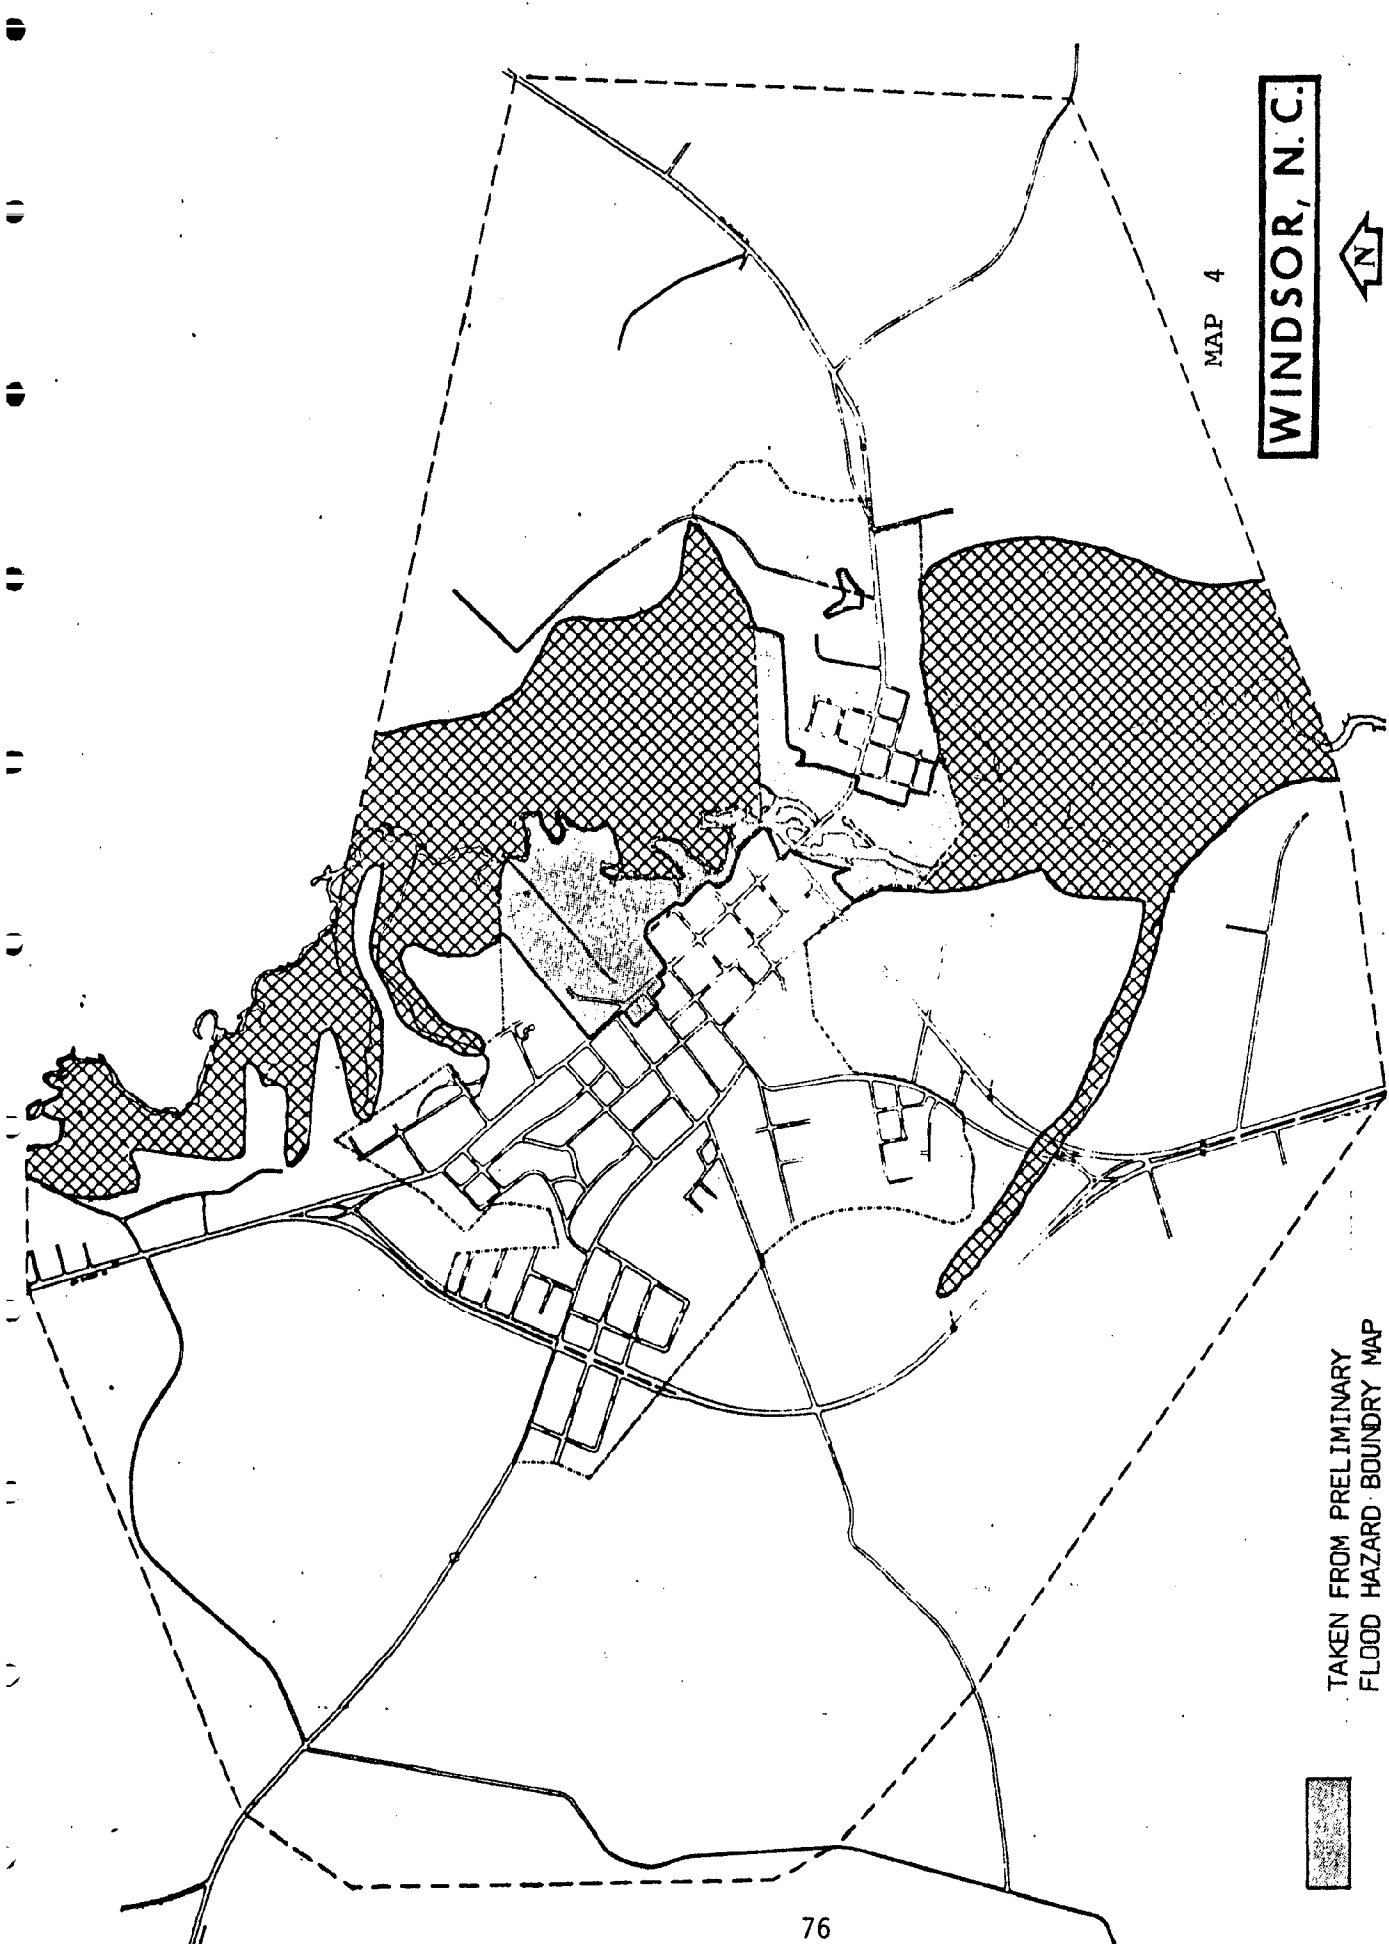 WINDSOR, N. C.
N
MAP 4
TAKEN FROM PRELIMINARY
FLOOD HAZARD BOUNDRY MAP
76